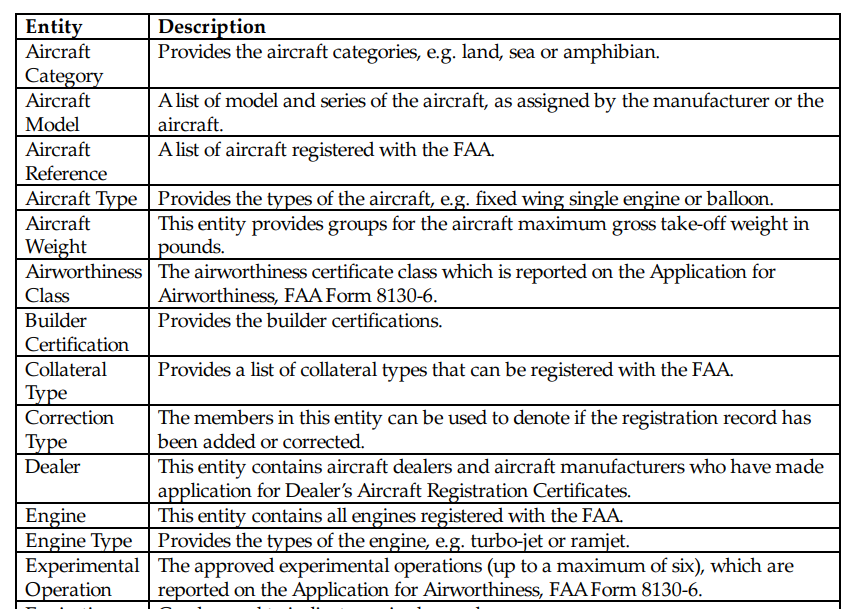 Entity Description
Aircraft Provides the aircraft categories, e.g. land, sea or amphibian.
Category
Aircraft A list of model and series of the aircraft, as assigned by the manufacturer or the
Model aircraft.
Aircraft A list of aircraft registered with the FAA.
Reference
Aircraft Type Provides the types of the aircraft, e.g. fixed wing single engine or balloon.
Aircraft This entity provides groups for the aircraft maximum gross take-off weight in
Weight pounds.
Airworthiness The airworthiness certificate class which is reported on the Application for
Class Airworthiness, FAA Form 8130-6.
Builder Provides the builder certifications.
Certification
Collateral Provides a list of collateral types that can be registered with the FAA.
Type
Correction The members in this entity can be used to denote if the registration record has
Type been added or corrected.
Dealer This entity contains aircraft dealers and aircraft manufacturers who have made
application for Dealer's Aircraft Registration Certificates.
Engine This entity contains all engines registered with the FAA.
Engine Type Provides the types of the engine, e.g. turbo-jet or ramjet.
Experimental The approved experimental operations (up to a maximum of six), which are
Operation reported on the Application for Airworthiness, FAA Form 8130-6.